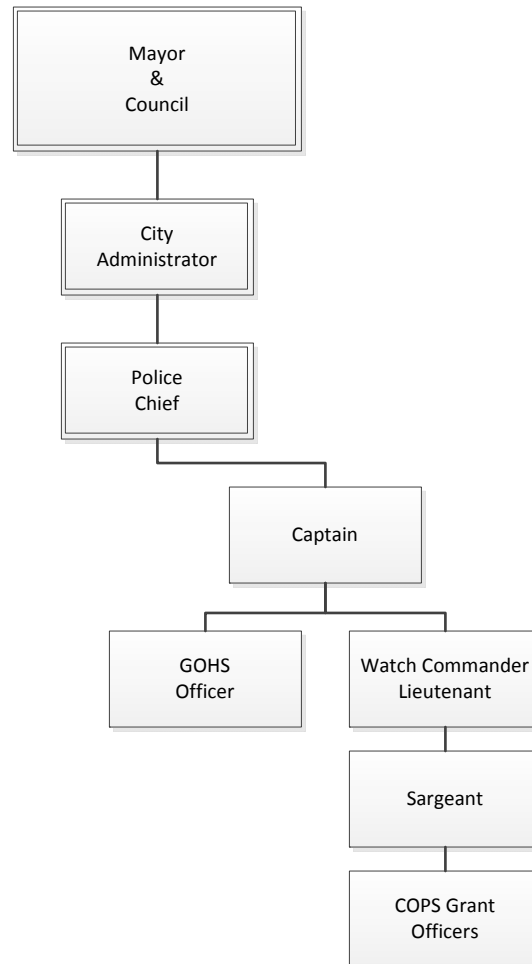 Mayor
&
Council
City
Administrator
Police
Chief
Captain
GOHS
Officer
Watch Commander
Lieutenant
Sargeant
COPS Grant
Officers